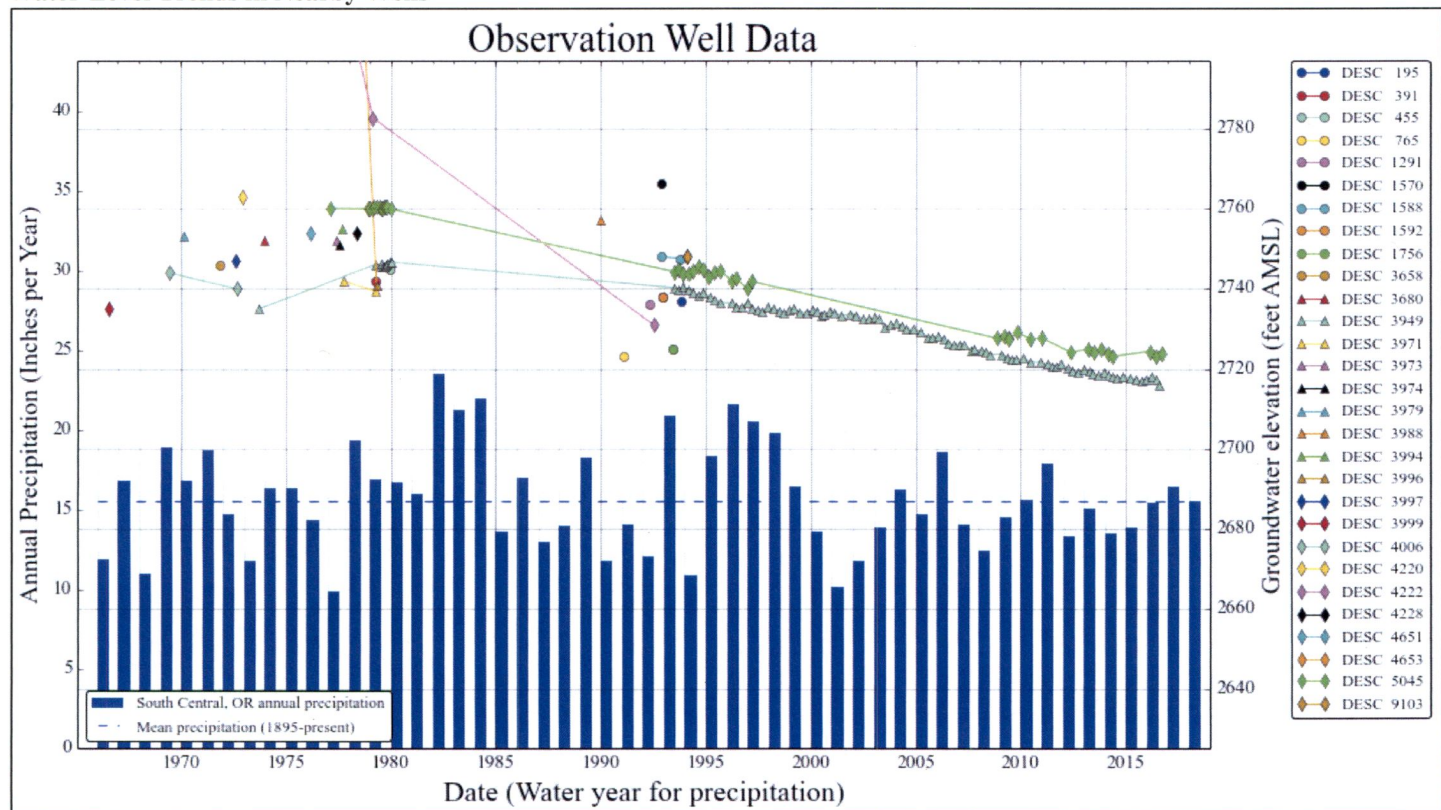 Observation Well Data
Annual Precipitation (Inches per Year)
40
35
30
25
20
15
10
5
0
South Central, OR annual precipitation
Mean precipitation (1895-present)
1970
1975
1980
1985
1990
1995
2000
2005
2010
2015
Date (Water year for precipitation)
2780
2760
2740
2720
2700
2680
2660
2640
Groundwater elevation (feet AMSL)
DESC 195
DESC 391
DESC 455
DESC 765
DESC 1291
DESC 1570
DESC 1588
DESC 1592
DESC 1756
DESC 3658
DESC 3680
DESC 3949
DESC 3971
DESC 3973
DESC 3974
DESC 3979
DESC 3988
DESC 3994
DESC 3996
DESC 3997
DESC 3999
DESC 4006
DESC 4220
DESC 4222
DESC 4228
DESC 4651
DESC 4653
DESC 5045
DESC 9103